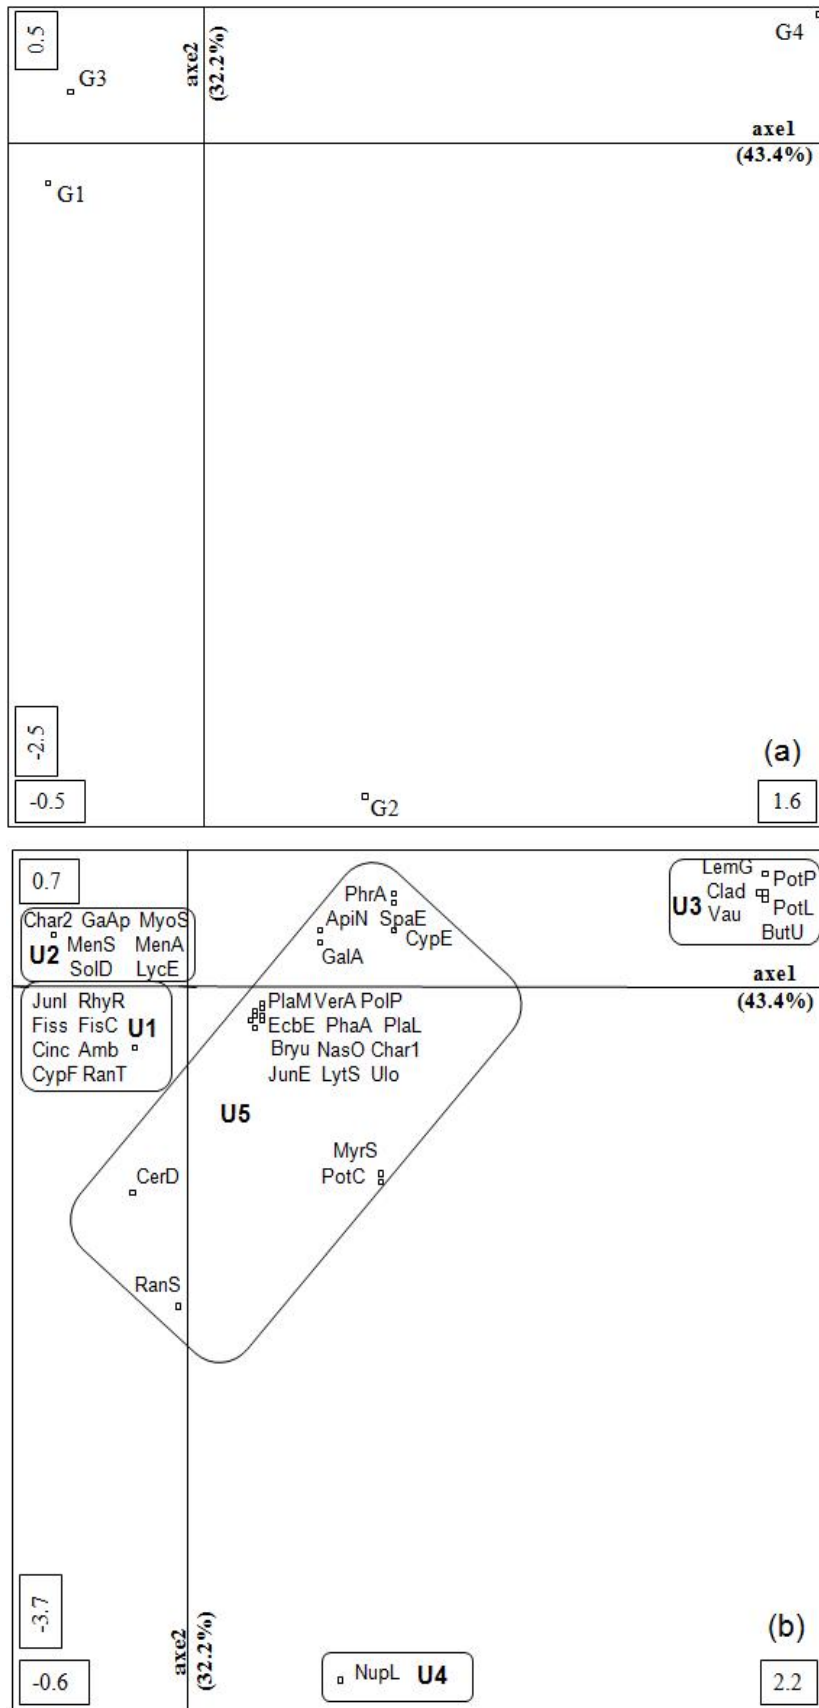 0.5
axe2
(32.2%)
G4
G3
axe1
(43.4%)
G1
-2.5
(a)
-0.5
G2
1.6
0.7
LemG PotP
PhrA
Clad
U3 PotL
Vau
ButU
Char2 GaAp MyoS
ApiN SpaE
U2 MenS MenA
CypE
SolD LycE
GalA
axe1
(43.4%)
JunI RhyR
PlaM VerA PolP
Fiss FisC U1
EcbE PhaA PlaL
Cinc Amb
Bryu NasO Char1
CypF RanT
JunE LytS Ulo
U5
MyrS
CerD
PotC
RanS
-3.7
axe2
(32.2%)
(b)
-0.6
NupL U4
2.2